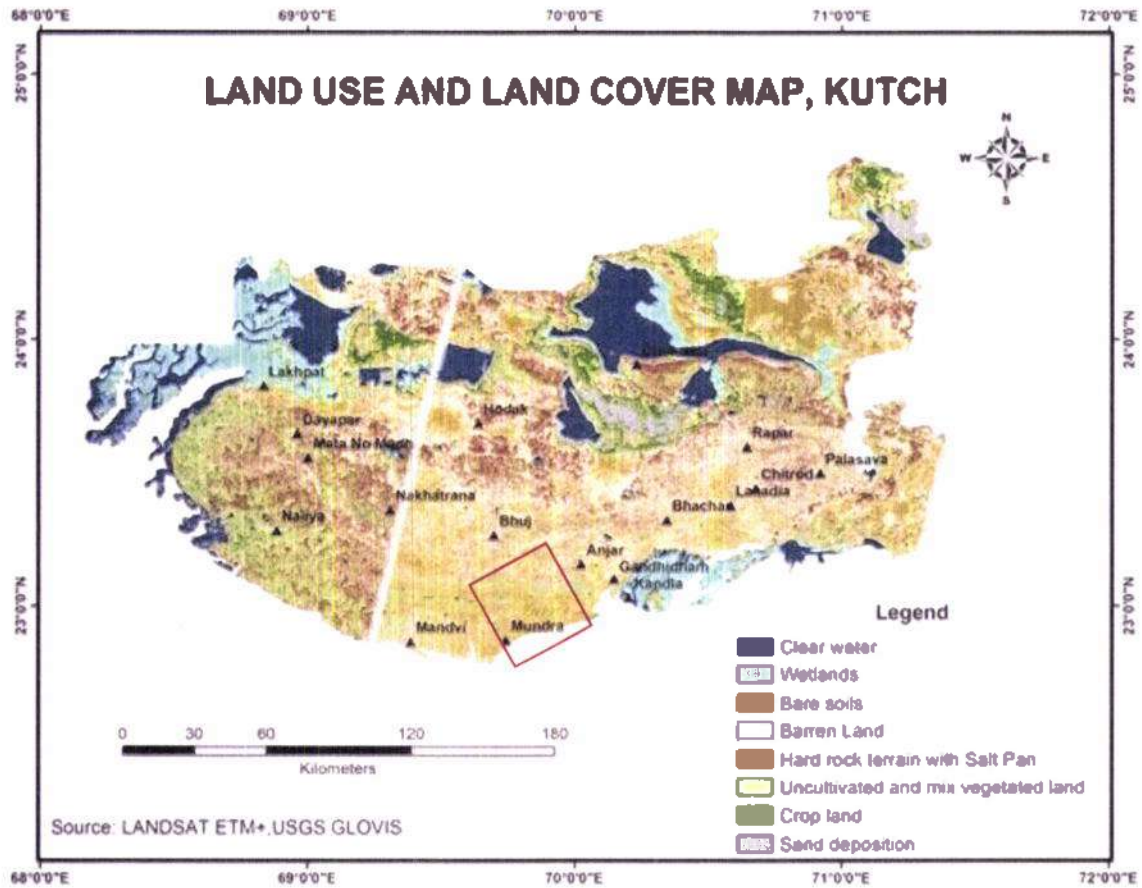 68°0'0"E 69°0'0"E 70°0'0"E 71°0'0"E 72°0'0"E
25°0'0"N 25°0'0"N
LAND USE AND LAND COVER MAP, KUTCH
N
W E
S
24°0'0"N 24°0'0"N
Lakhpat
Dayapar
Mata No Madh
Hodak
Rapar
Chitrod
Palasava
Nakhatrana
Naliya
Bhuj
Bhachau
Lakadia
Anjar
Gandhidham
Kandla
23°0'0"N 23°0'0"N
Mandvi
Mundra
Legend
Clear water
Wetlands
Bare soils
Barren Land
Hard rock terrain with Salt Pan
Uncultivated and mix vegetated land
Crop land
Sand deposition
0 30 60 120 180
Kilometers
Source: LANDSAT ETM+,USGS GLOVIS
68°0'0"E 69°0'0"E 70°0'0"E 71°0'0"E 72°0'0"E